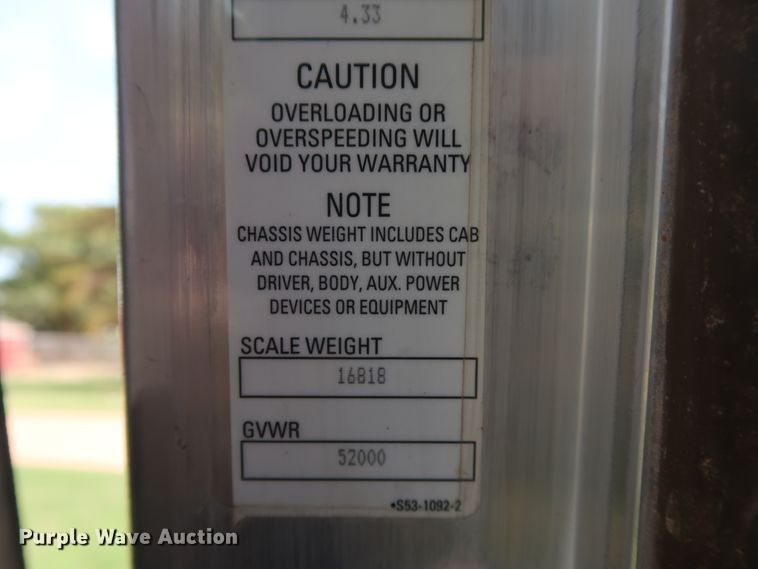 4.33
CAUTION
OVERLOADING OR
OVERSPEEDING WILL
VOID YOUR WARRANTY
NOTE
CHASSIS WEIGHT INCLUDES CAB
AND CHASSIS, BUT WITHOUT
DRIVER, BODY, AUX. POWER
DEVICES OR EQUIPMENT
SCALE WEIGHT
16818
GVWR
52000
•S53-1092-2
Purple Wave Auction